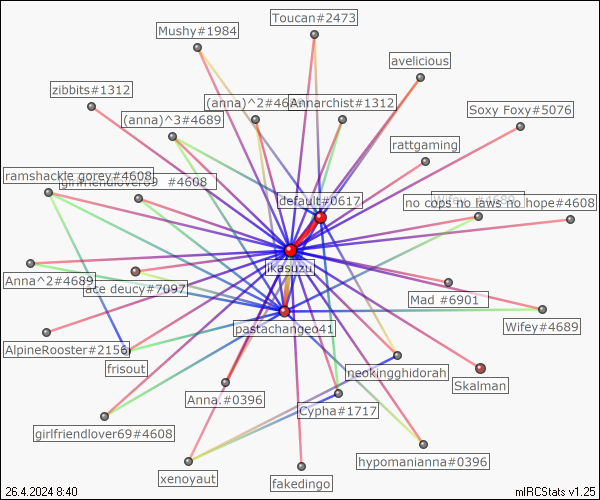 Toucan#2473
Mushy#1984
avelicious
zibbits#1312
(anna)^2#4689
Annarchist#1312
(anna)^3#4689
Soxy Foxy#5076
rattgaming
ramshackle gorey#4608
girlfriendlover69 #4608
default#0617
Wifey #4689
no cops no laws no hope#4608
ikasuzu
Anna^2#4689
ace deucy#7097
Mad #6901
pastachangeo41
Wifey#4689
AlpineRooster#2156
frisout
neokingghidorah
Skalman
Anna.#0396
Cypha#1717
girlfriendlover69#4608
hypomanianna#0396
xenoyaut
fakedingo
26.4.2024 8:40
mIRCStats v1.25